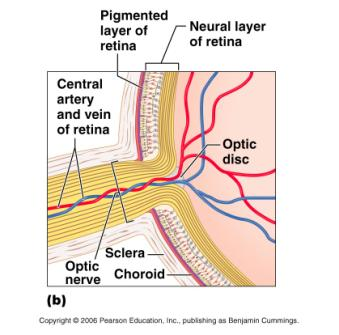 Pigmented
layer of
retina
Neural layer
of retina
Central
artery
and vein
of retina
Optic
disc
Sclera
Optic
nerve
Choroid
(b)
Copyright © 2006 Pearson Education, Inc., publishing as Benjamin Cummings.